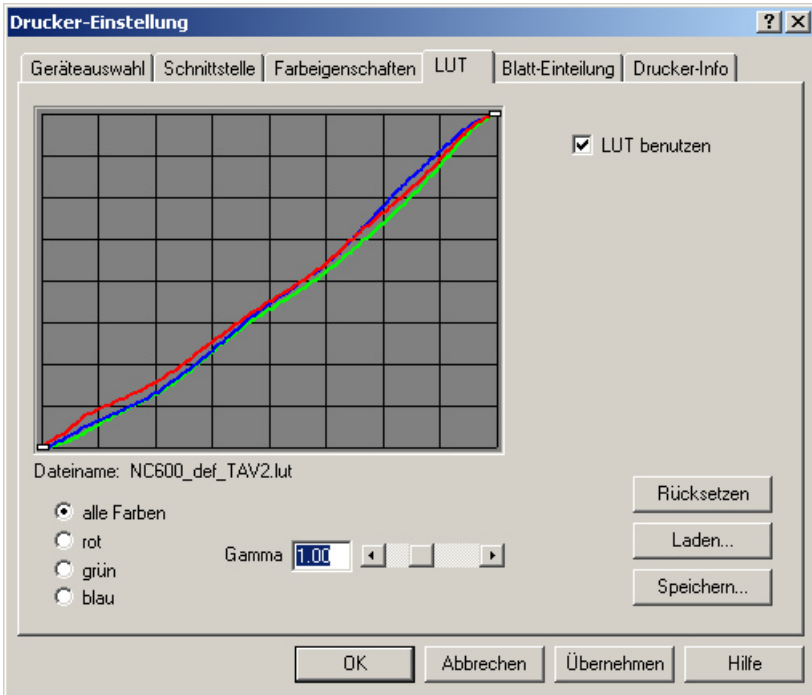 Drucker-Einstellung
Geräteauswahl Schnittstelle Farbeigenschaften LUT Blatt-Einteilung Drucker-Info
LUT benutzen
Dateiname: NC600_def_TAV2.lut
alle Farben
rot
grün
blau
Gamma 1.00
Rücksetzen
Laden...
Speichern...
OK Abbrechen Übernehmen Hilfe